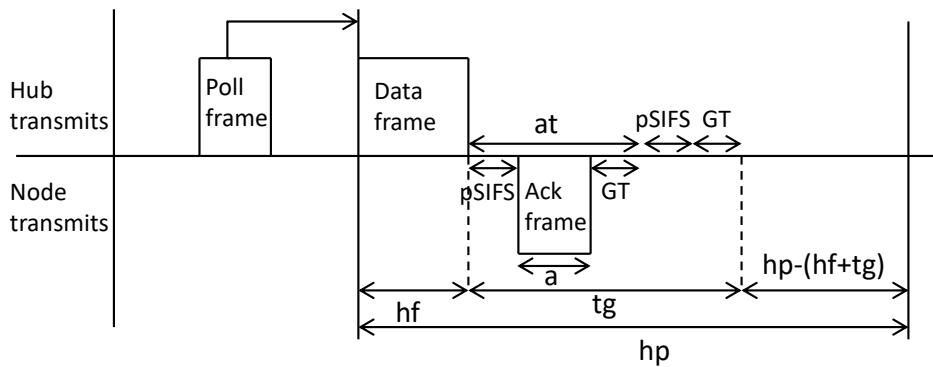 Hub
transmits
Poll
frame
Data
frame
at
pSIFS
GT
Node
transmits
pSIFS
Ack
frame
GT
a
hf
tg
hp-(hf+tg)
hp